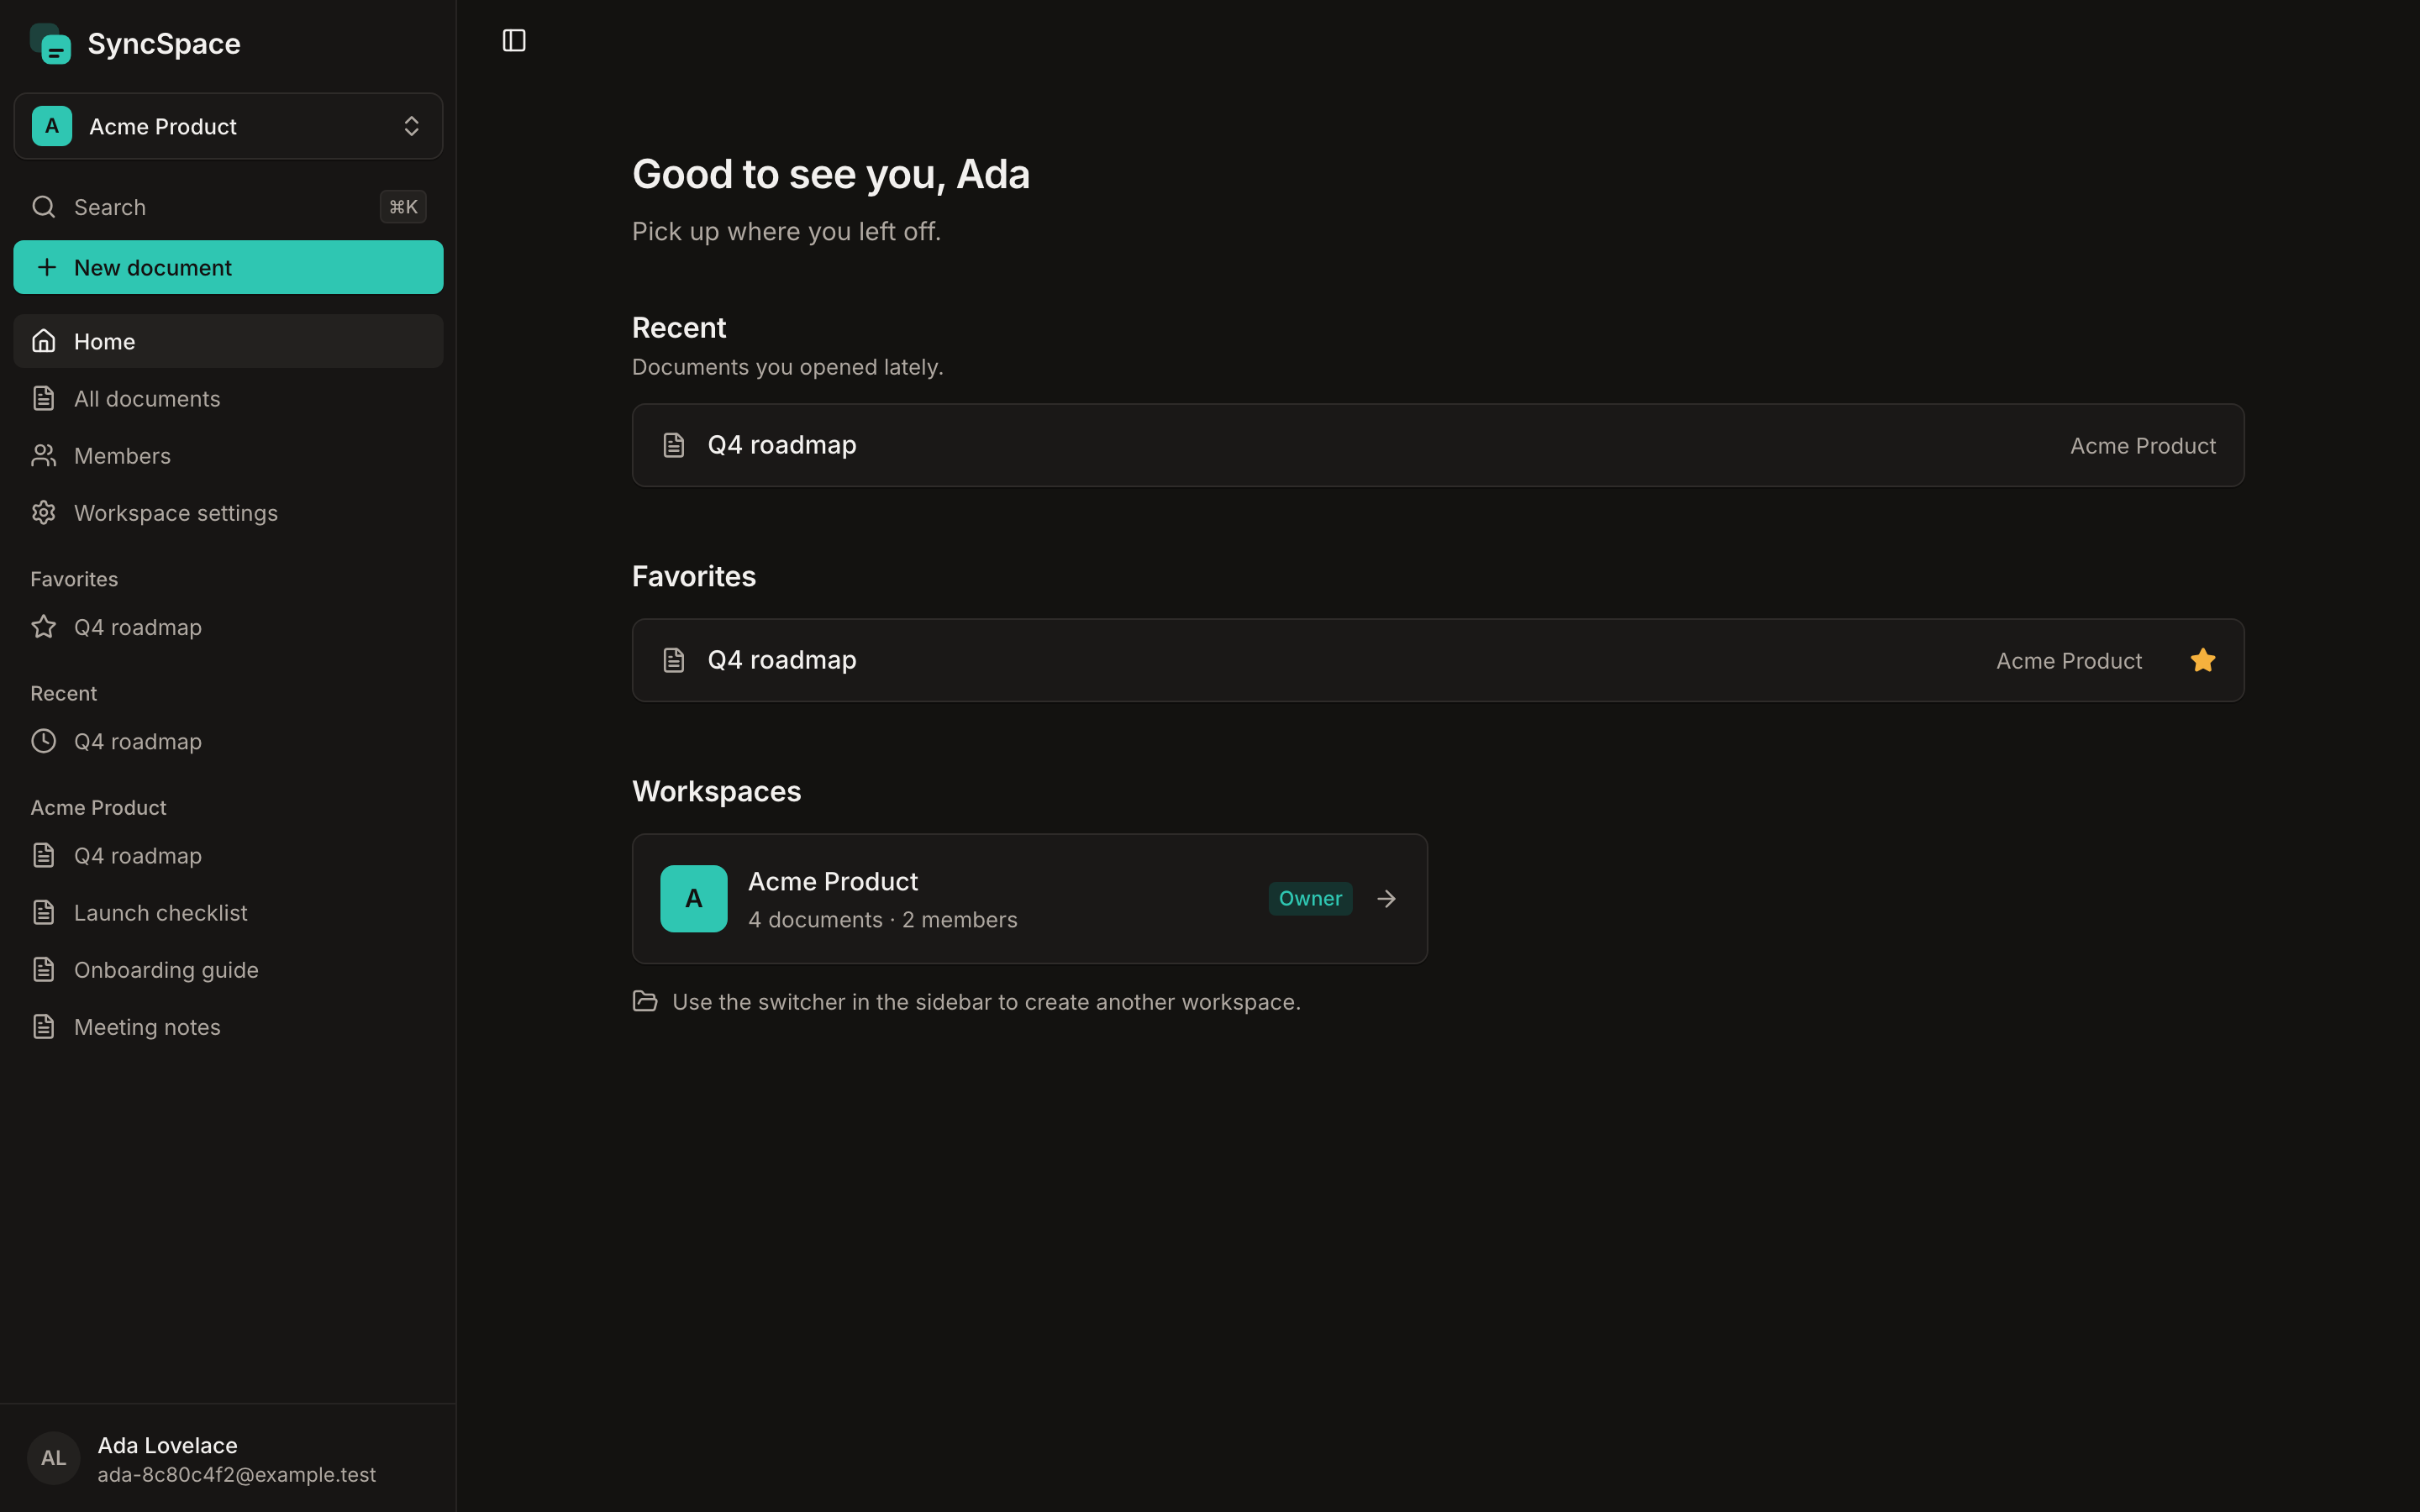 SyncSpace
A
Acme Product
Search
⌘K
New document
Home
All documents
Members
Workspace settings
Favorites
Q4 roadmap
Recent
Q4 roadmap
Acme Product
Q4 roadmap
Launch checklist
Onboarding guide
Meeting notes
AL
Ada Lovelace
ada-8c80c4f2@example.test
Good to see you, Ada
Pick up where you left off.
Recent
Documents you opened lately.
Q4 roadmap
Acme Product
Favorites
Q4 roadmap
Acme Product
Workspaces
A
Acme Product
4 documents · 2 members
Owner
Use the switcher in the sidebar to create another workspace.